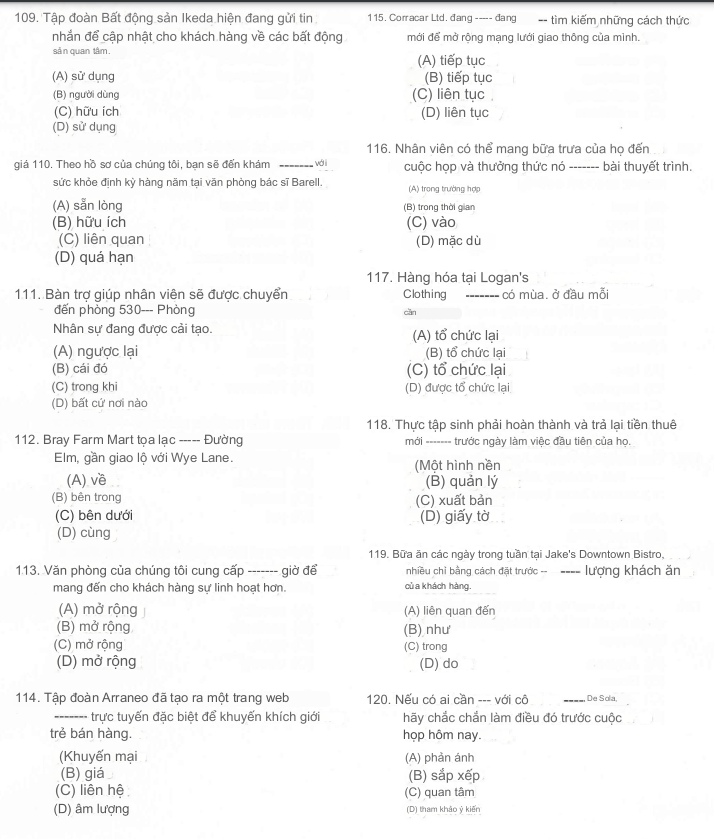 109. Tập đoàn Bất động sản Ikeda hiện đang gửi tin
nhắn để cập nhật cho khách hàng về các bất động
sản quan tâm.
(A) sử dụng
(B) người dùng
(C) hữu ích
(D) sử dụng
giá 110. Theo hồ sơ của chúng tôi, bạn sẽ đến khám ------- với
sức khỏe định kỳ hàng năm tại văn phòng bác sĩ Barell.
(A) sẵn lòng
(B) hữu ích
(C) liên quan
(D) quá hạn
111. Bàn trợ giúp nhân viên sẽ được chuyển
đến phòng 530--- Phòng
Nhân sự đang được cải tạo.
(A) ngược lại
(B) cái đó
(C) trong khi
(D) bất cứ nơi nào
112. Bray Farm Mart tọa lạc ----- Đường
Elm, gần giao lộ với Wye Lane.
(A) về
(B) bên trong
(C) bên dưới
(D) cùng
113. Văn phòng của chúng tôi cung cấp ------- giờ để
mang đến cho khách hàng sự linh hoạt hơn.
(A) mở rộng
(B) mở rộng
(C) mở rộng
(D) mở rộng
114. Tập đoàn Arraneo đã tạo ra một trang web
------- trực tuyến đặc biệt để khuyến khích giới
trẻ bán hàng.
(Khuyến mại
(B) giá
(C) liên hệ
(D) âm lượng
115. Corracar Ltd. đang ----- đang -- tìm kiếm những cách thức
mới để mở rộng mạng lưới giao thông của mình.
(A) tiếp tục
(B) tiếp tục
(C) liên tục
(D) liên tục
116. Nhân viên có thể mang bữa trưa của họ đến
cuộc họp và thưởng thức nó ------- bài thuyết trình.
(A) trong trường hợp
(B) trong thời gian
(C) vào
(D) mặc dù
117. Hàng hóa tại Logan's
Clothing ------- có mùa. ở đầu mỗi
cần
(A) tổ chức lại
(B) tổ chức lại
(C) tổ chức lại
(D) được tổ chức lại
118. Thực tập sinh phải hoàn thành và trả lại tiền thuê
mới ------- trước ngày làm việc đầu tiên của họ.
(Một hình nền
(B) quản lý
(C) xuất bản
(D) giấy tờ
119. Bữa ăn các ngày trong tuần tại Jake's Downtown Bistro,
nhiều chỉ bằng cách đặt trước -- ---- lượng khách ăn
của khách hàng.
(A) liên quan đến
(B) như
(C) trong
(D) do
120. Nếu có ai cần --- với cô ----- De Sola,
hãy chắc chắn làm điều đó trước cuộc
họp hôm nay.
(A) phản ánh
(B) sắp xếp
(C) quan tâm
(D) tham khảo ý kiến